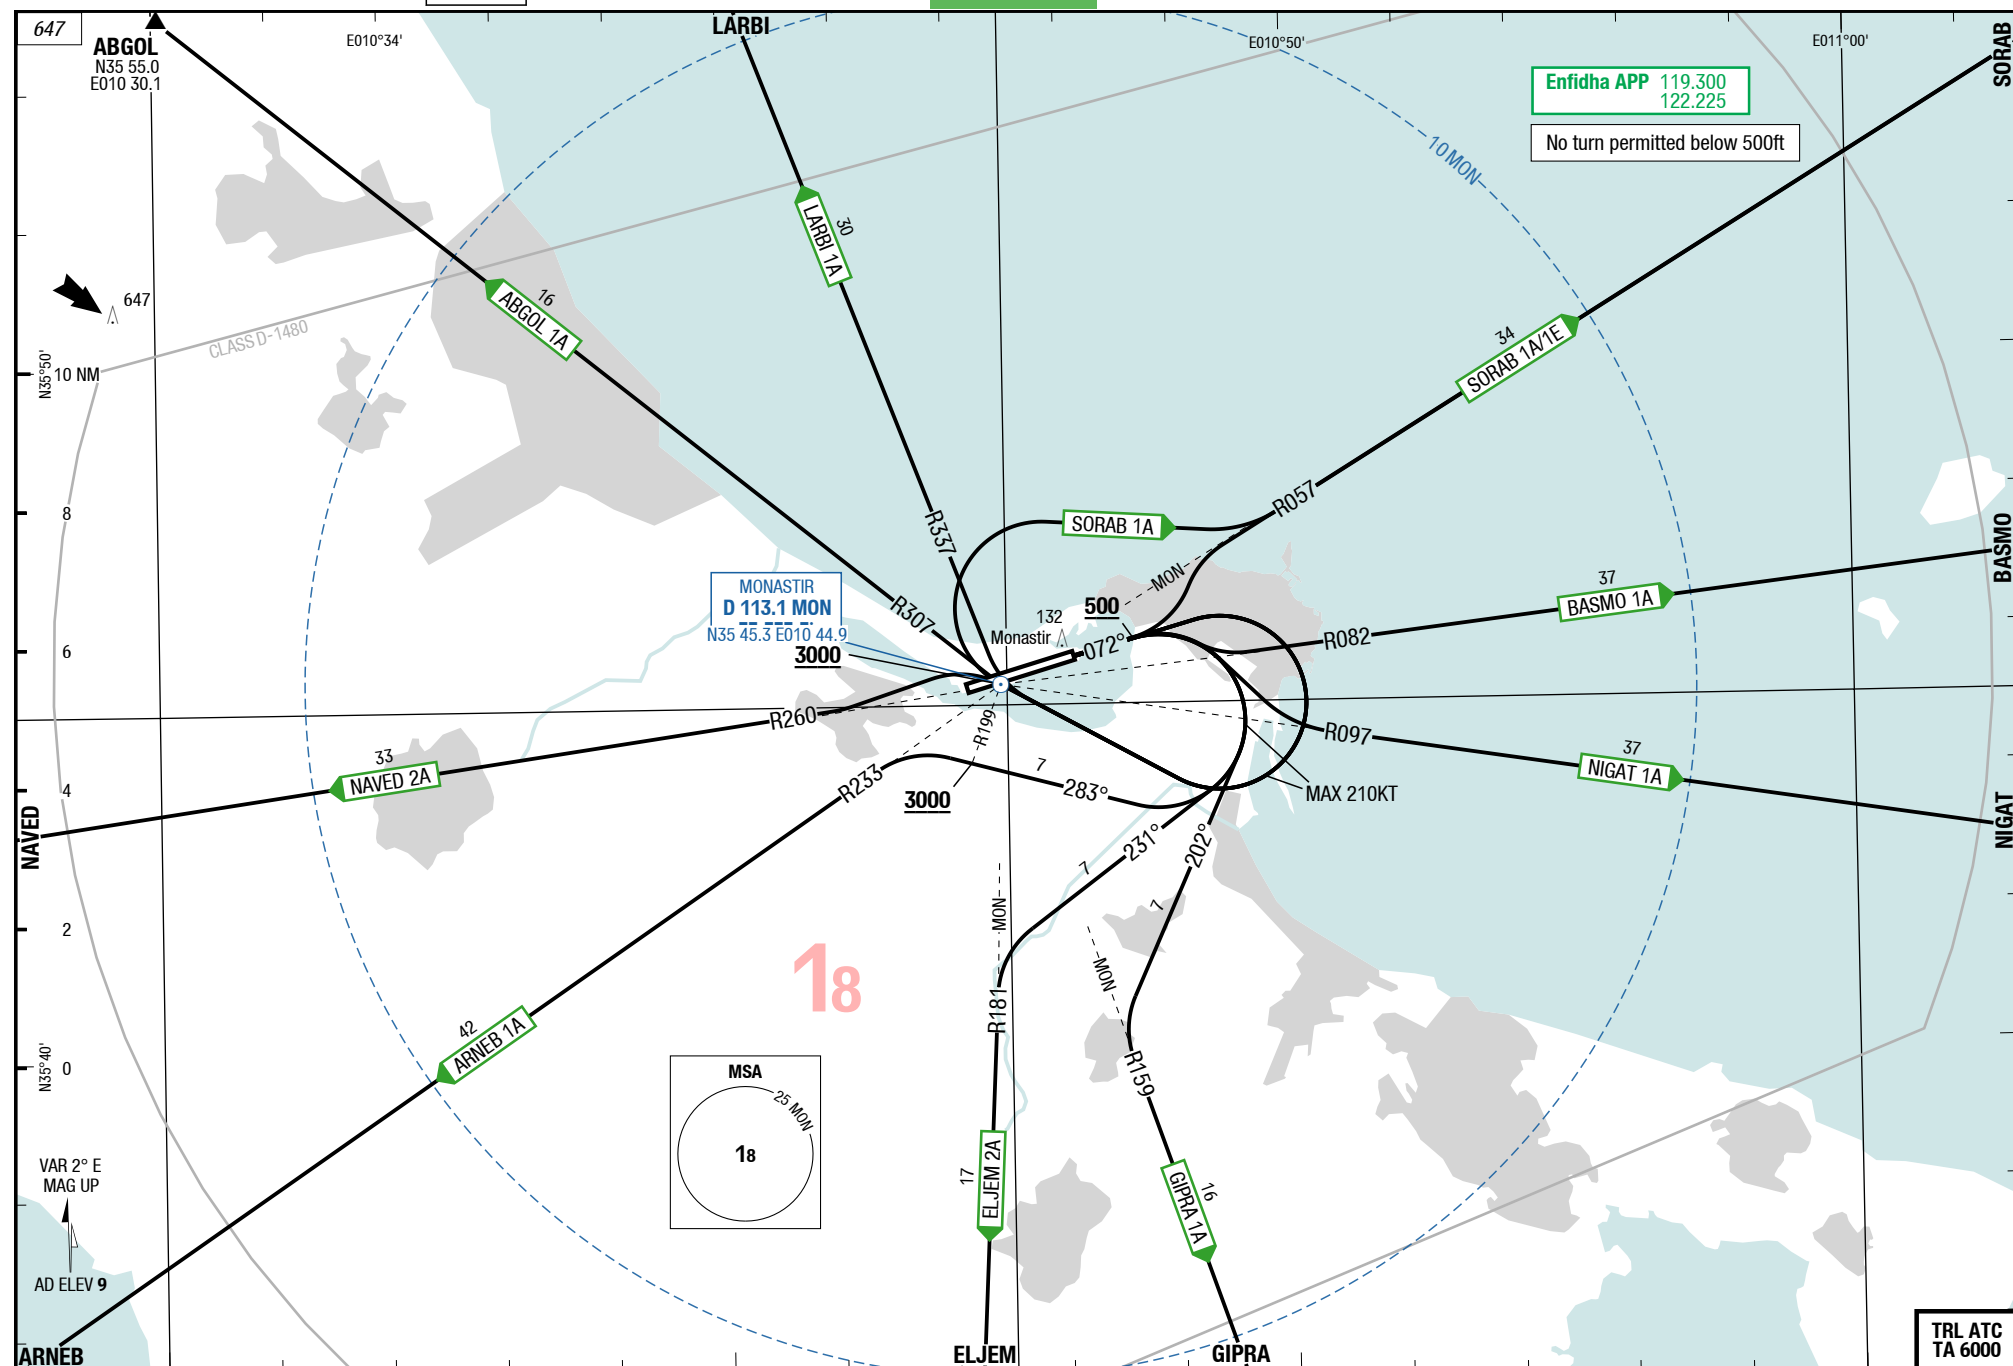 647
ABGOL
N35 55.0
E010 30.1
E010°34'
LARBI
E010°50'
E011°00'
SORAB
Enfidha APP 119.300
122.225
No turn permitted below 500ft
10 MON
30
LARBI 1A
647
CLASS D-1480
16
ABGOL 1A
34
SORAB 1A/1E
N35°50'
10 NM
8
R057
R337
SORAB 1A
BASMO
MON
MONASTIR
D 113.1 MON
N35 45.3 E010 44.9
R307
500
132
Monastir
37
BASMO 1A
6
3000
072°
R082
R260
R199
R097
33
NAVED 2A
7
283°
37
NIGAT 1A
4
R233
3000
MAX 210KT
NAVED
NIGAT
231°
202°
7
7
2
MON
MON
18
R181
R159
42
ARNEB 1A
N35°40'
0
MSA
25 MON
18
17
ELJEM 2A
16
GIPRA 1A
VAR 2° E
MAG UP
AD ELEV 9
ARNEB
ELJEM
GIPRA
TRL ATC
TA 6000